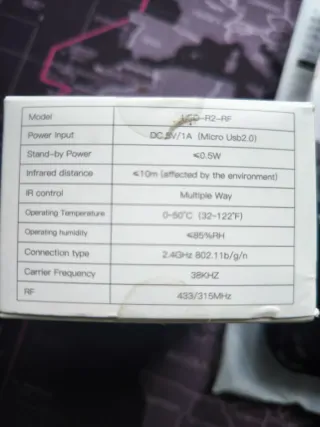 Model R2-RF
Power Input DC 5V/1A (Micro Usb2.0)
Stand-by Power ≤0.5W
Infrared distance ≤10m (effected by the environment)
IR control Multiple Way
Operating Temperature 0-50℃ (32-122℉)
Operating humidity ≤85%RH
Connection type 2.4GHz 802.11b/g/n
Carrier Frequency 38KHZ
RF 433/315MHz